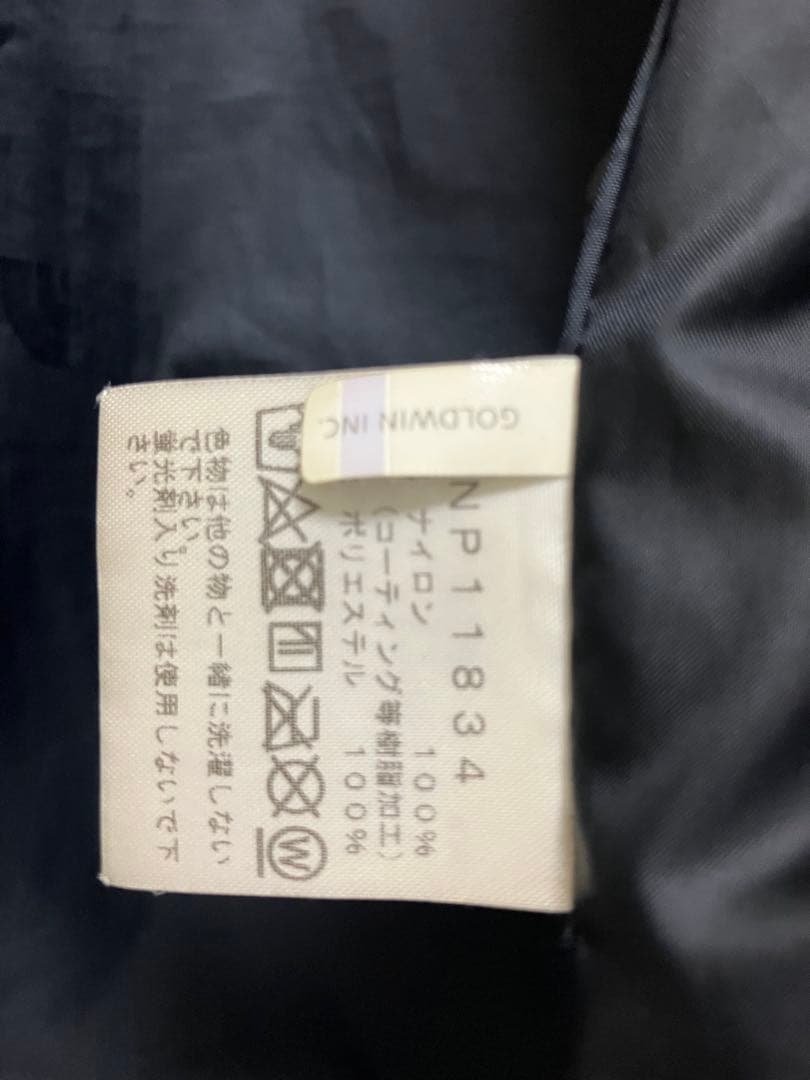 GOLDWIN INC.
NP11834
ナイロン 100%
(コーティング等樹脂加工)
ポリエステル 100%
W
色物は他の物と一緒に洗濯しない
で下さい。
蛍光剤入り洗剤は使用しないで下
さい。